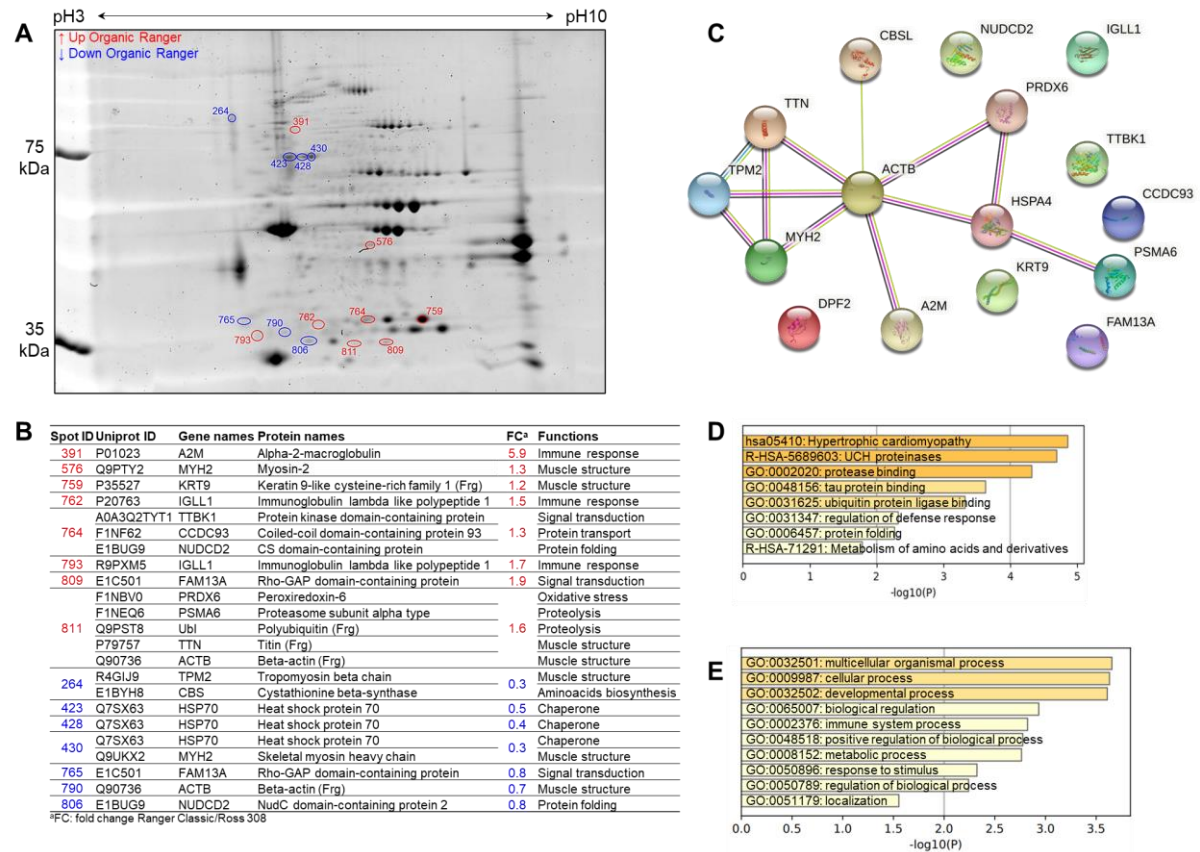 pH3 pH10
A
↑ Up Organic Ranger
↓ Down Organic Ranger
264
391
430
423
428
75
kDa
576
765
790
762
764
759
793
806
811
809
35
kDa
C
CBSL
NUDCD2
IGLL1
PRDX6
TTN
TTBK1
TPM2
ACTB
HSPA4
CCDC93
MYH2
PSMA6
KRT9
DPF2
A2M
FAM13A
B
Spot ID Uniprot ID Gene names Protein names FCa Functions
391 P01023 A2M Alpha-2-macroglobulin 5.9 Immune response
576 Q9PTY2 MYH2 Myosin-2 1.3 Muscle structure
759 P35527 KRT9 Keratin 9-like cysteine-rich family 1 (Frg) 1.2 Muscle structure
762 P20763 IGLL1 Immunoglobulin lambda like polypeptide 1 1.5 Immune response
A0A3Q2TYT1 TTBK1 Protein kinase domain-containing protein Signal transduction
764 F1NF62 CCDC93 Coiled-coil domain-containing protein 93 1.3 Protein transport
E1BUG9 NUDCD2 CS domain-containing protein Protein folding
793 R9PXM5 IGLL1 Immunoglobulin lambda like polypeptide 1 1.7 Immune response
809 E1C501 FAM13A Rho-GAP domain-containing protein 1.9 Signal transduction
F1NBV0 PRDX6 Peroxiredoxin-6 Oxidative stress
F1NEQ6 PSMA6 Proteasome subunit alpha type Proteolysis
811 Q9PST8 UbI Polyubiquitin (Frg) 1.6 Proteolysis
P79757 TTN Titin (Frg) Muscle structure
Q90736 ACTB Beta-actin (Frg) Muscle structure
264 R4GIJ9 TPM2 Tropomyosin beta chain 0.3 Muscle structure
E1BYH8 CBS Cystathionine beta-synthase Aminoacids biosynthesis
423 Q7SX63 HSP70 Heat shock protein 70 0.5 Chaperone
428 Q7SX63 HSP70 Heat shock protein 70 0.4 Chaperone
430 Q7SX63 HSP70 Heat shock protein 70 0.3 Chaperone
Q9UKX2 MYH2 Skeletal myosin heavy chain Muscle structure
765 E1C501 FAM13A Rho-GAP domain-containing protein 0.8 Signal transduction
790 Q90736 ACTB Beta-actin (Frg) 0.7 Muscle structure
806 E1BUG9 NUDCD2 NudC domain-containing protein 2 0.8 Protein folding
aFC: fold change Ranger Classic/Ross 308
D
hsa05410: Hypertrophic cardiomyopathy
R-HSA-5689603: UCH proteinases
GO:0002020: protease binding
GO:0048156: tau protein binding
GO:0031625: ubiquitin protein ligase binding
GO:0031347: regulation of defense response
GO:0006457: protein folding
R-HSA-71291: Metabolism of amino acids and derivatives
0 1 2 3 4 5
-log10(P)
E
GO:0032501: multicellular organismal process
GO:0009987: cellular process
GO:0032502: developmental process
GO:0065007: biological regulation
GO:0002376: immune system process
GO:0048518: positive regulation of biological process
GO:0008152: metabolic process
GO:0050896: response to stimulus
GO:0050789: regulation of biological process
GO:0051179: localization
0.0 0.5 1.0 1.5 2.0 2.5 3.0 3.5
-log10(P)